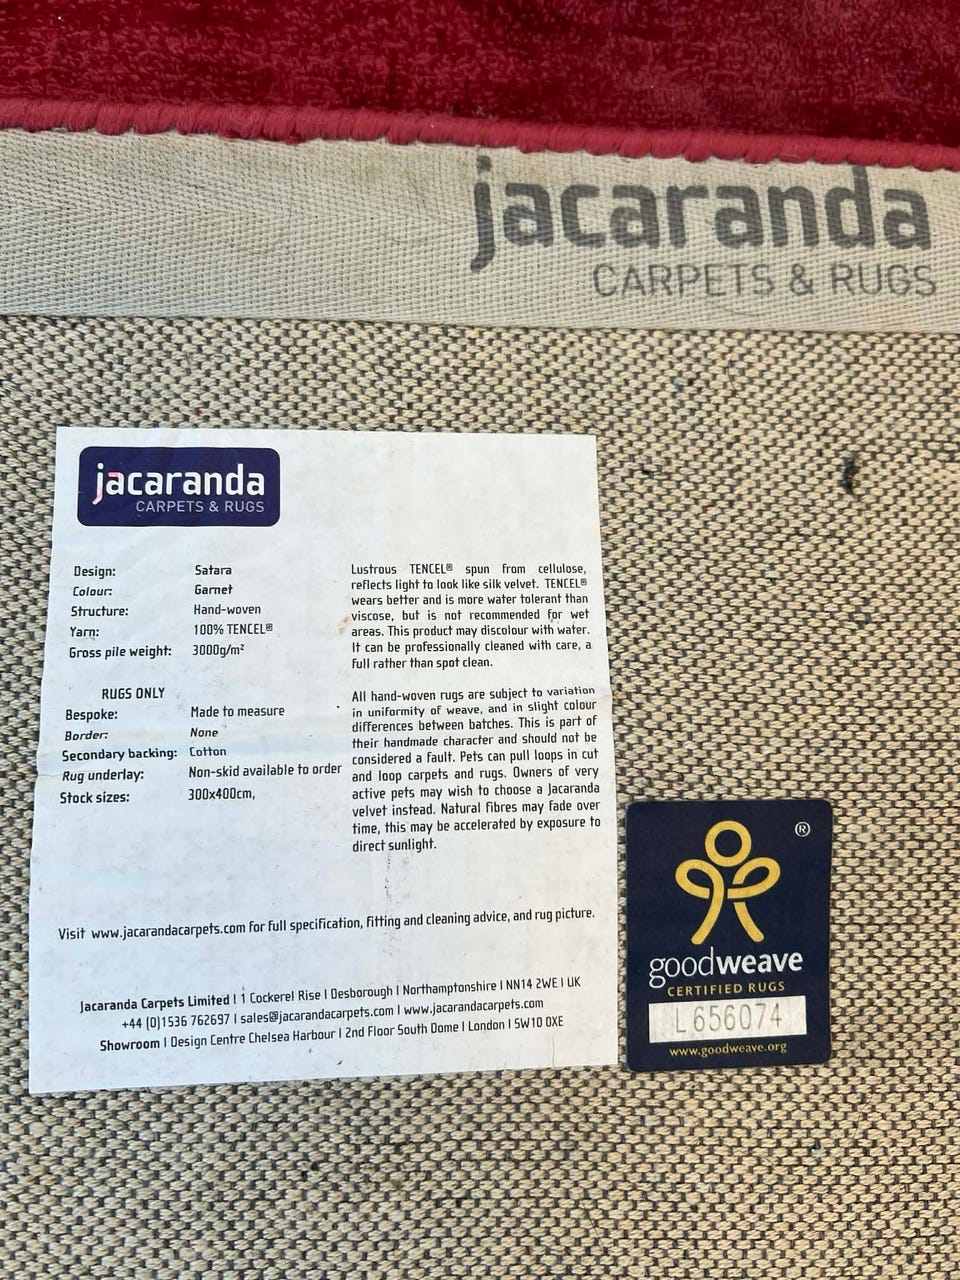 jacaranda
CARPETS & RUGS
jacaranda
CARPETS & RUGS
Design: Satara
Colour: Garnet
Structure: Hand-woven
Yarn: 100% TENCEL®
Gross pile weight: 3000g/m²
RUGS ONLY
Bespoke: Made to measure
Border: None
Secondary backing: Cotton
Rug underlay: Non-skid available to order
Stock sizes: 300x400cm,
Lustrous TENCEL® spun from cellulose,
reflects light to look like silk velvet. TENCEL®
wears better and is more water tolerant than
viscose, but is not recommended for wet
areas. This product may discolour with water.
It can be professionally cleaned with care, a
full rather than spot clean.
All hand-woven rugs are subject to variation
in uniformity of weave, and in slight colour
differences between batches. This is part of
their handmade character and should not be
considered a fault. Pets can pull loops in cut
and loop carpets and rugs. Owners of very
active pets may wish to choose a Jacaranda
velvet instead. Natural fibres may fade over
time, this may be accelerated by exposure to
direct sunlight.
Visit www.jacarandacarpets.com for full specification, fitting and cleaning advice, and rug picture.
Jacaranda Carpets Limited | 1 Cockerel Rise | Desborough | Northamptonshire | NN14 2WE | UK
+44 (0)1536 762697 | sales@jacarandacarpets.com | www.jacarandacarpets.com
Showroom | Design Centre Chelsea Harbour | 2nd Floor South Dome | London | SW10 0XE
®
goodweave
CERTIFIED RUGS
L 656074
www.goodweave.org